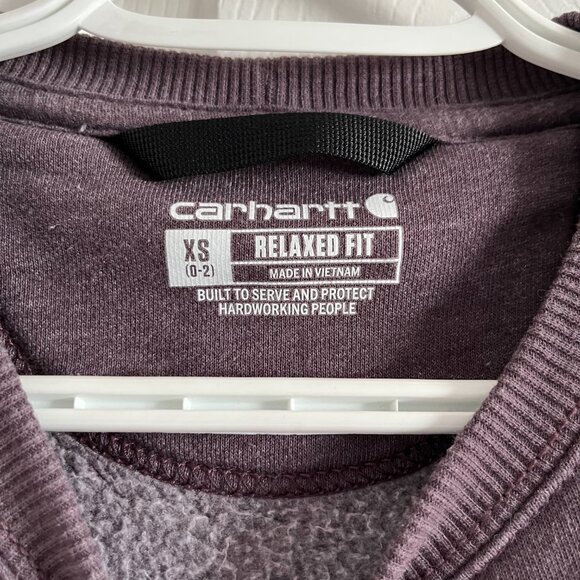 carhartt
XS
(0-2)
RELAXED FIT
MADE IN VIETNAM
BUILT TO SERVE AND PROTECT
HARDWORKING PEOPLE